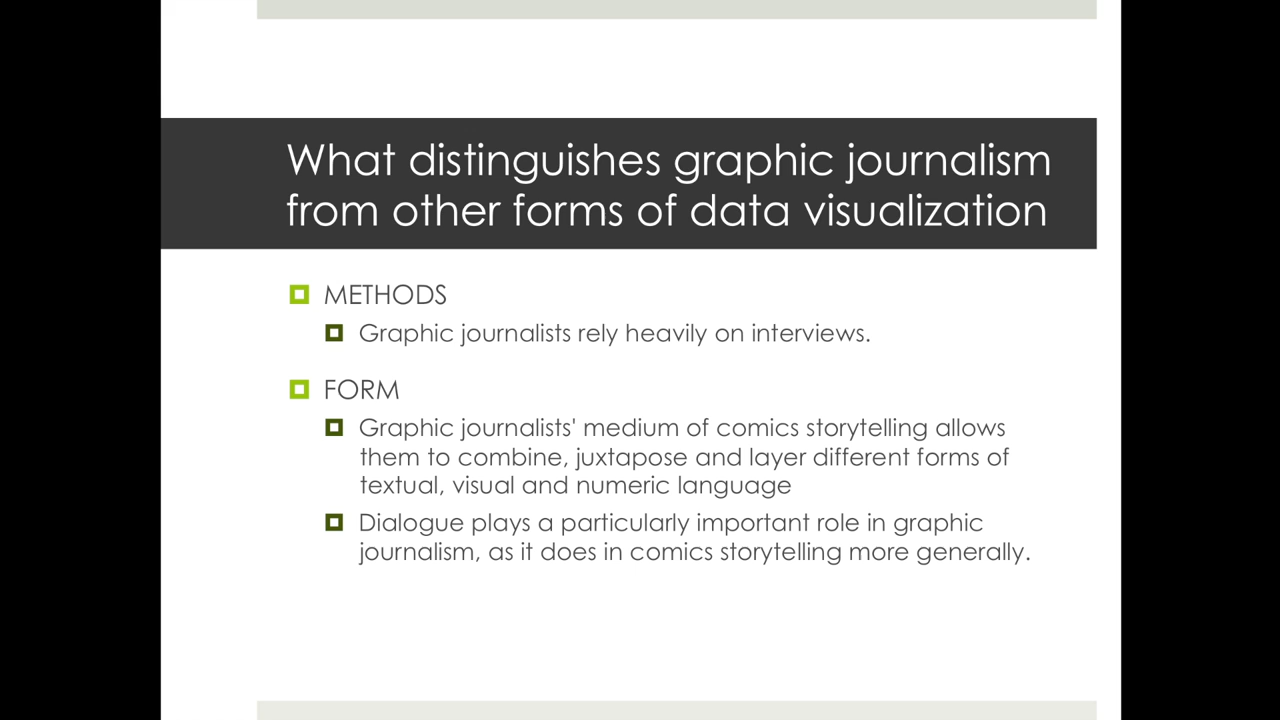 What distinguishes graphic journalism
from other forms of data visualization
METHODS
Graphic journalists rely heavily on interviews.
FORM
Graphic journalists' medium of comics storytelling allows
them to combine, juxtapose and layer different forms of
textual, visual and numeric language
Dialogue plays a particularly important role in graphic
journalism, as it does in comics storytelling more generally.